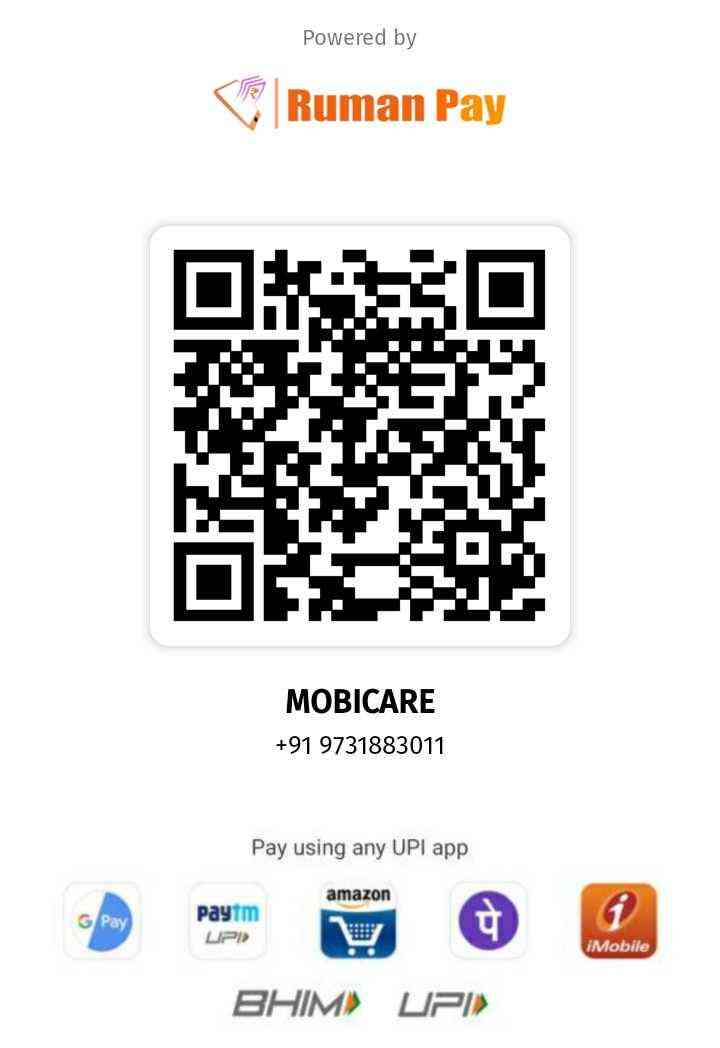 Powered by
Ruman Pay
MOBICARE
+91 9731883011
Pay using any UPI app
G Pay
paytm
UPI
amazon
पे
i
iMobile
BHIM UPI